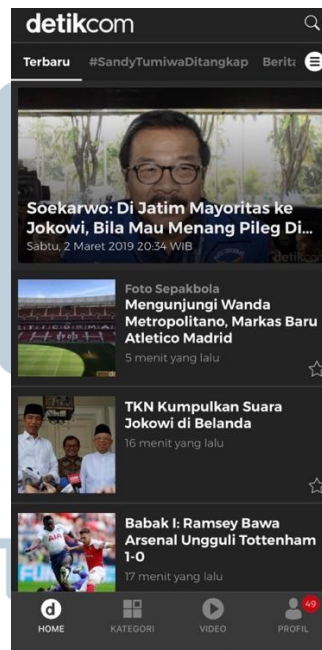 detikcom
Terbaru #SandyTumiwaDitangkap Berita
Soekarwo: Di Jatim Mayoritas ke
Jokowi, Bila Mau Menang Pileg Di...
Sabtu, 2 Maret 2019 20:34 WIB
detikcom
Foto Sepakbola
Mengunjungi Wanda
Metropolitano, Markas Baru
Atletico Madrid
5 menit yang lalu
TKN Kumpulkan Suara
Jokowi di Belanda
16 menit yang lalu
Babak I: Ramsey Bawa
Arsenal Ungguli Tottenham
1-0
17 menit yang lalu
d 49
HOME KATEGORI VIDEO PROFIL